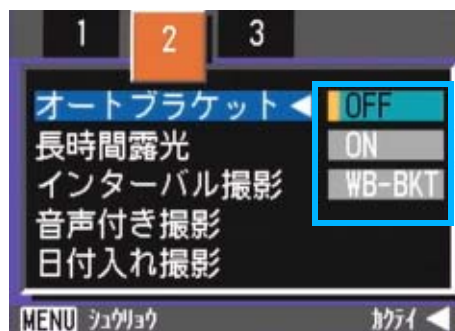 1 2 3
オートブラケット OFF
長時間露光 ON
インターバル撮影 WB-BKT
音声付き撮影
日付入れ撮影
MENU シュウリョウ カクテイ